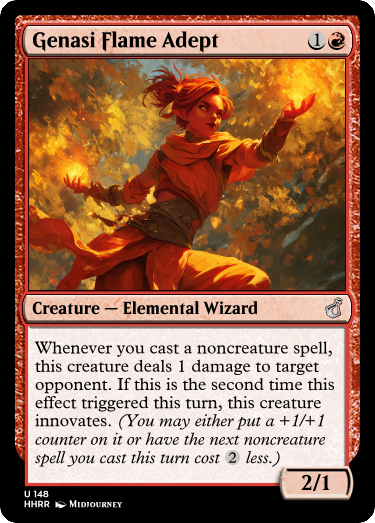 Genasi Flame Adept 1
Creature — Elemental Wizard
Whenever you cast a noncreature spell,
this creature deals 1 damage to target
opponent. If this is the second time this
effect triggered this turn, this creature
innovates. (You may either put a +1/+1
counter on it or have the next noncreature
spell you cast this turn cost 2 less.)
2/1
U 148
HHRR Midjourney